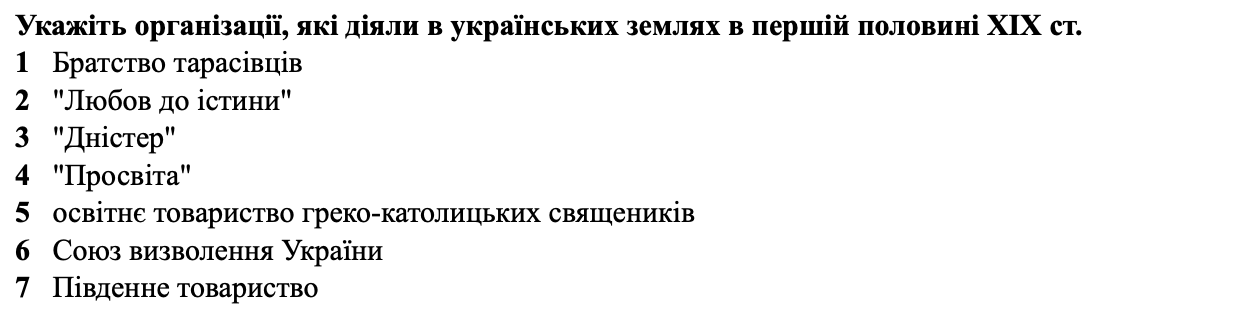 Укажіть організації, які діяли в українських землях в першій половині XIX ст.
1 Братство тарасівців
2 "Любов до істини"
3 "Дністер"
4 "Просвіта"
5 освітнє товариство греко-католицьких священиків
6 Союз визволення України
7 Південне товариство